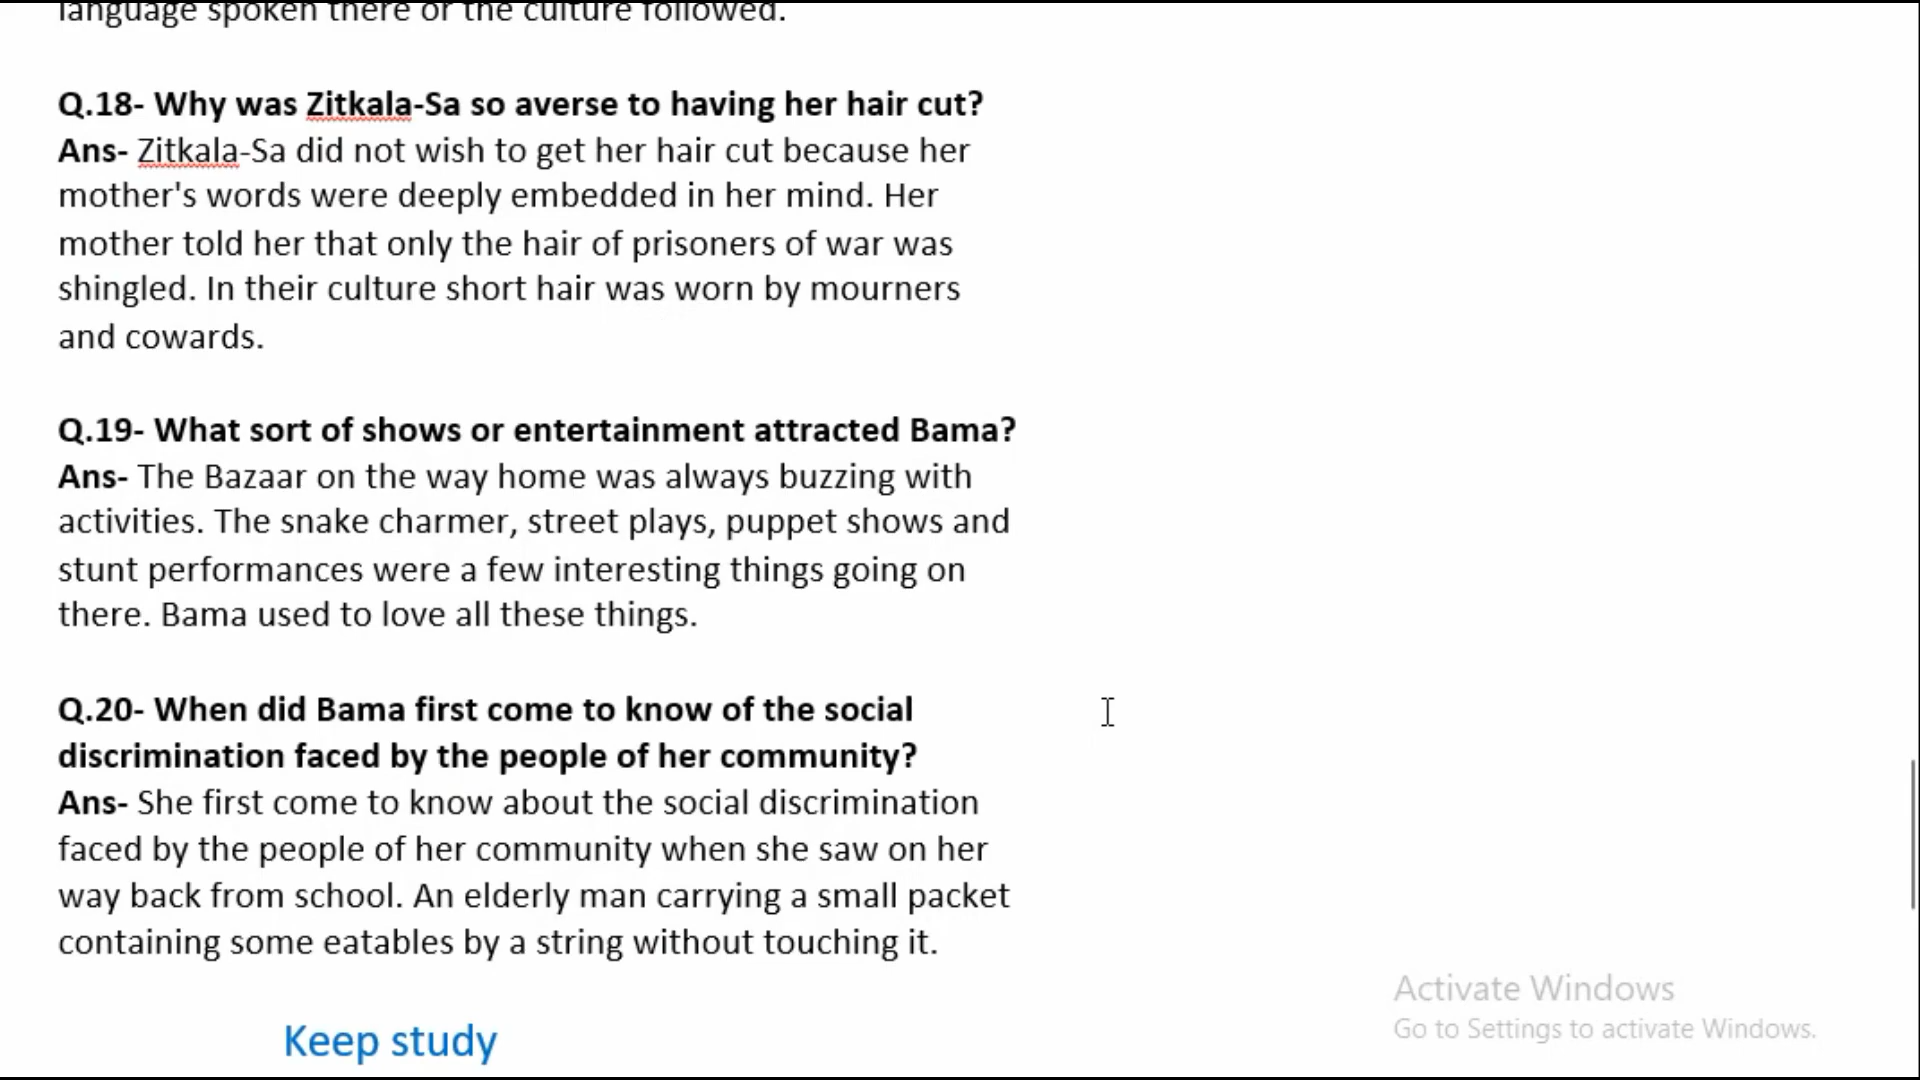 language spoken there or the culture followed.
Q.18- Why was Zitkala-Sa so averse to having her hair cut?
Ans- Zitkala-Sa did not wish to get her hair cut because her
mother's words were deeply embedded in her mind. Her
mother told her that only the hair of prisoners of war was
shingled. In their culture short hair was worn by mourners
and cowards.
Q.19- What sort of shows or entertainment attracted Bama?
Ans- The Bazaar on the way home was always buzzing with
activities. The snake charmer, street plays, puppet shows and
stunt performances were a few interesting things going on
there. Bama used to love all these things.
Q.20- When did Bama first come to know of the social
discrimination faced by the people of her community?
Ans- She first come to know about the social discrimination
faced by the people of her community when she saw on her
way back from school. An elderly man carrying a small packet
containing some eatables by a string without touching it.
Keep study
Activate Windows
Go to Settings to activate Windows.